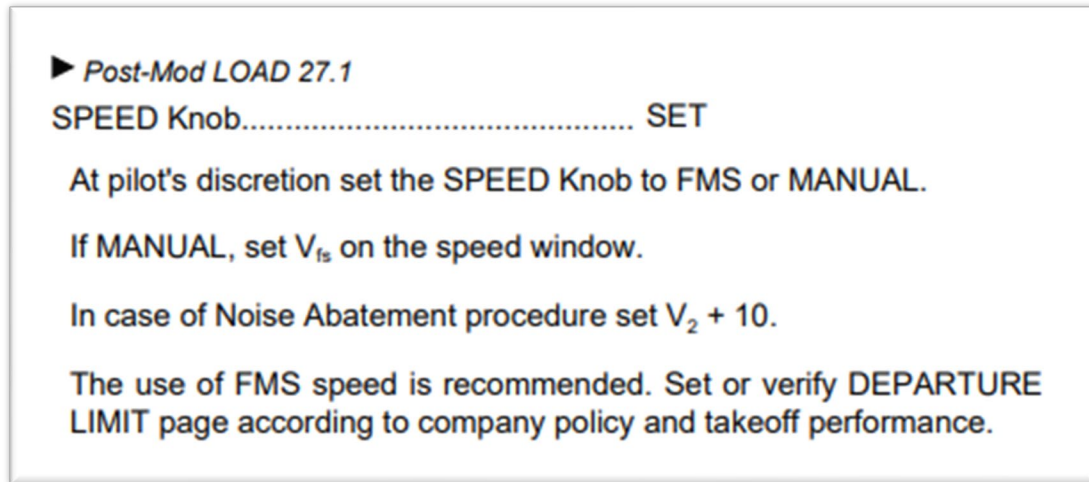 ► Post-Mod LOAD 27.1
SPEED Knob............................................. SET
At pilot's discretion set the SPEED Knob to FMS or MANUAL.
If MANUAL, set Vfs on the speed window.
In case of Noise Abatement procedure set V2 + 10.
The use of FMS speed is recommended. Set or verify DEPARTURE
LIMIT page according to company policy and takeoff performance.